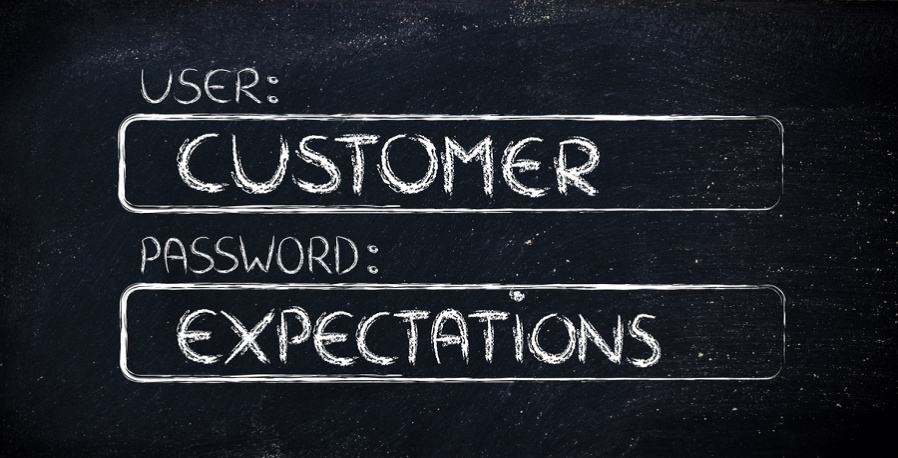 USER:
CUSTOMER
PASSWORD:
EXPECTATiONS